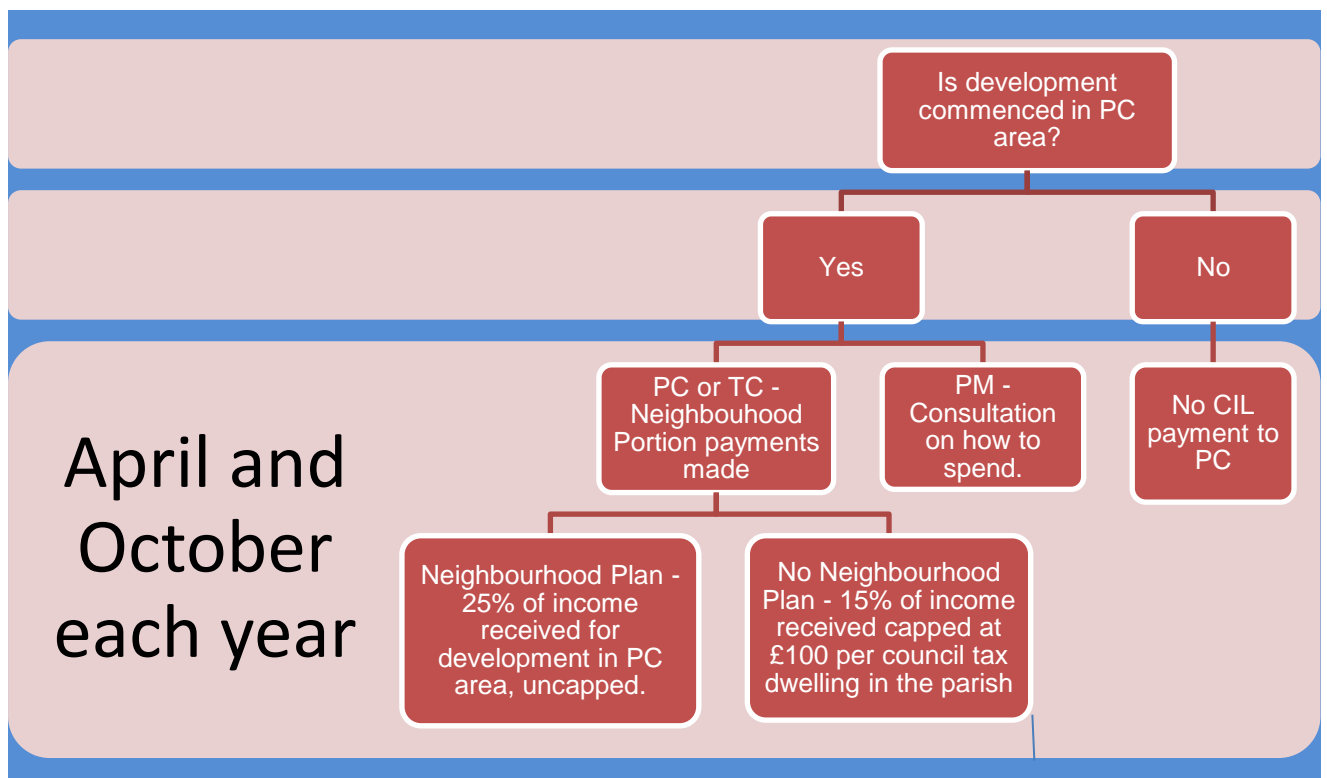 Is development
commenced in PC
area?
Yes
No
PC or TC -
Neighbouhood
Portion payments
made
PM -
Consultation
on how to
spend.
No CIL
payment to
PC
April and
October
each year
Neighbourhood Plan -
25% of income
received for
development in PC
area, uncapped.
No Neighbourhood
Plan - 15% of income
received capped at
£100 per council tax
dwelling in the parish